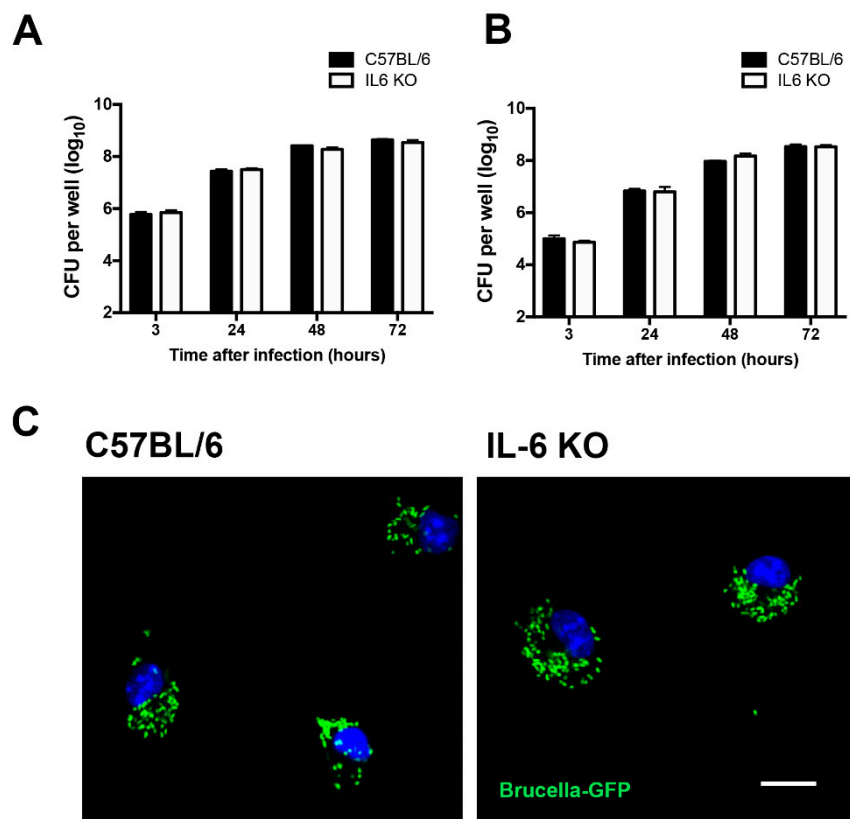 A
C57BL/6
IL6 KO
CFU per well (log10)
10
8
6
4
2
3 24 48 72
Time after infection (hours)
B
C57BL/6
IL6 KO
CFU per well (log10)
10
8
6
4
2
3 24 48 72
Time after infection (hours)
C
C57BL/6
IL-6 KO
Brucella-GFP